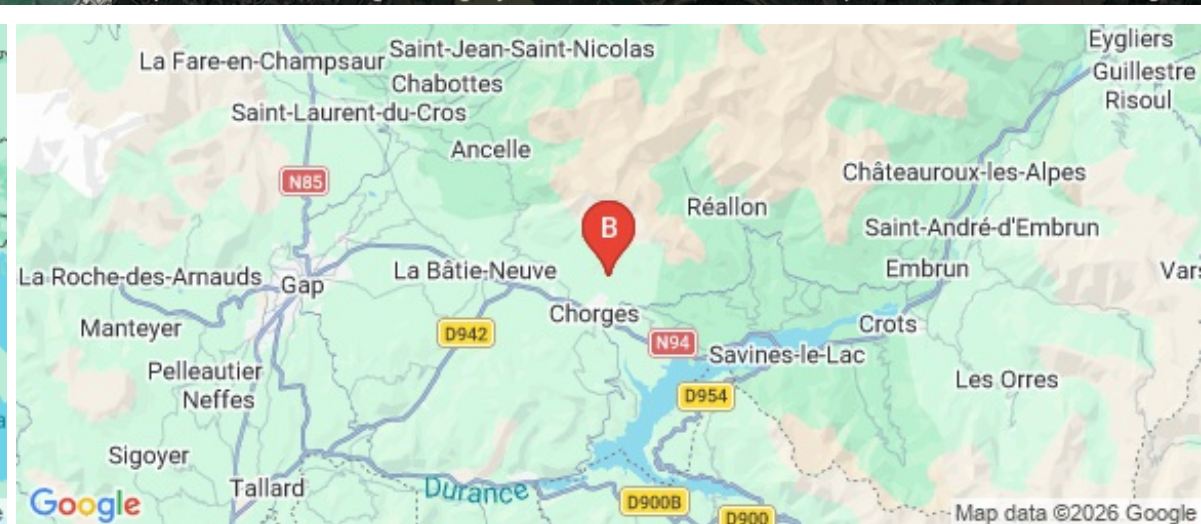 Eygliers
Saint-Jean-Saint-Nicolas
La Fare-en-Champsaur
Guillestre
Chabottes
Risoul
Saint-Laurent-du-Cros
Ancelle
Châteauroux-les-Alpes
N85
Réallon
B
Saint-André-d'Embrun
La Roche-des-Arnauds
Gap
La Bâtie-Neuve
Embrun
Vars
Chorges
Manteyer
D942
N94
Crots
Savines-le-Lac
Pelleautier
Neffes
D954
Les Orres
Sigoyer
Tallard
Durance
D900B
D900
Google
Map data ©2026 Google